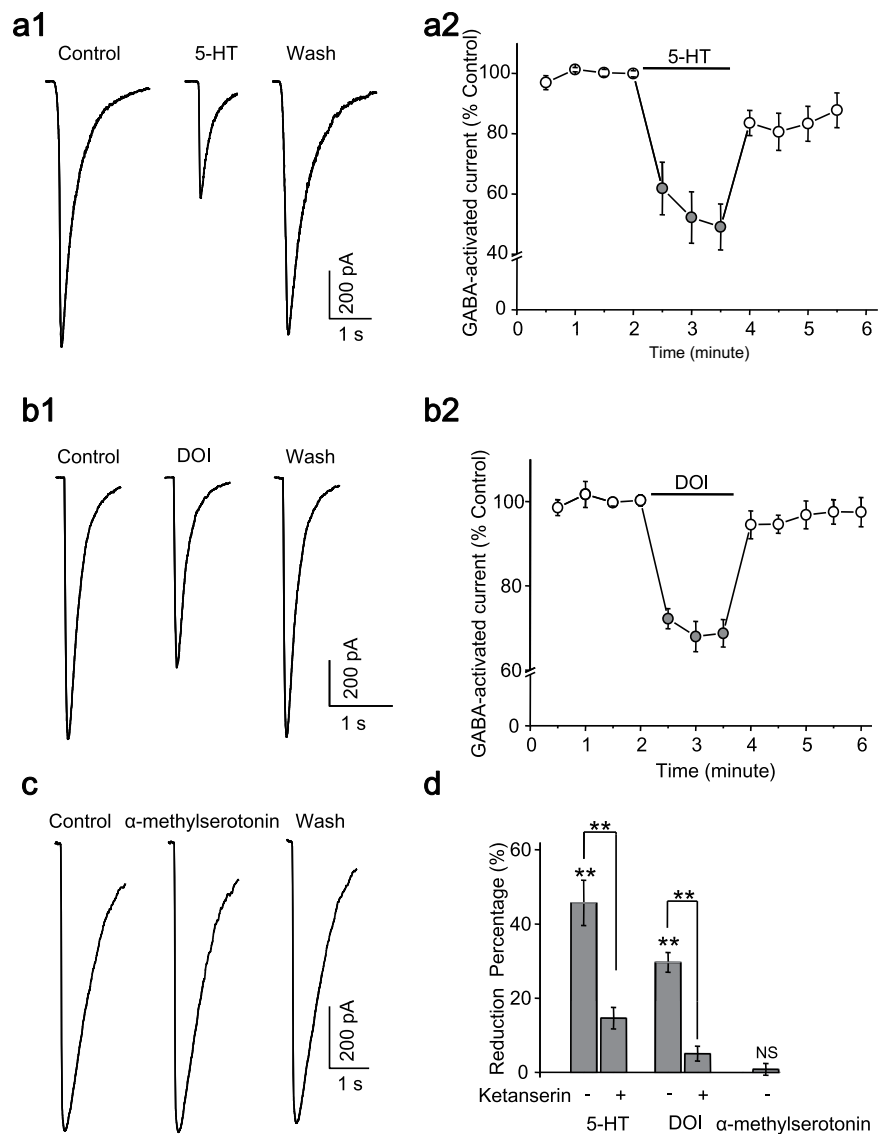 a1
Control 5-HT Wash
200 pA
1 s
a2
GABA-activated current (% Control)
5-HT
100
80
60
40
0
0 1 2 3 4 5 6
Time (minute)
b1
Control DOI Wash
200 pA
1 s
b2
GABA-activated current (% Control)
DOI
100
80
60
0
0 1 2 3 4 5 6
Time (minute)
c
Control α-methylserotonin Wash
200 pA
1 s
d
Reduction Percentage (%)
60
40
20
0
**
**
**
**
NS
Ketanserin - + - + -
5-HT DOI α-methylserotonin